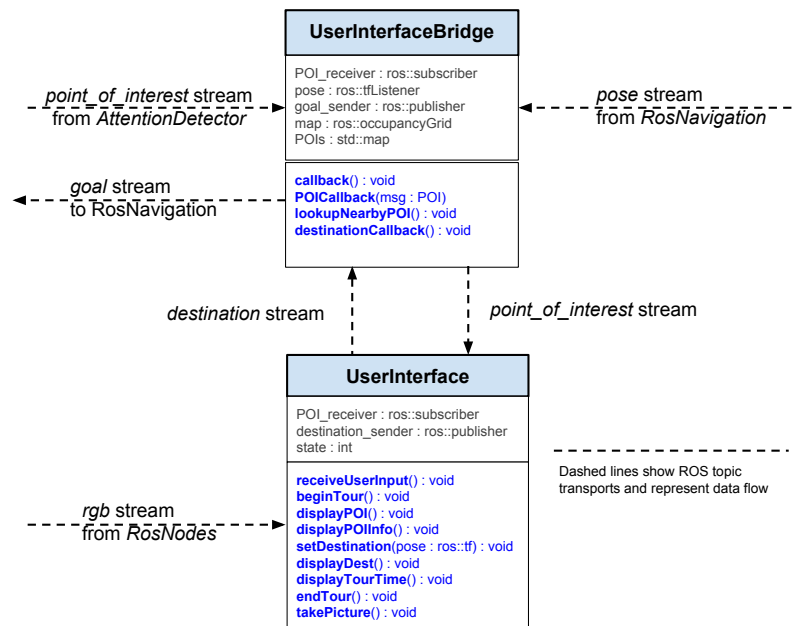 UserInterfaceBridge
POI_receiver : ros::subscriber
pose : ros::tfListener
goal_sender : ros::publisher
map : ros::occupancyGrid
POIs : std::map
callback() : void
POICallback(msg : POI)
lookupNearbyPOI() : void
destinationCallback() : void
point_of_interest stream
from AttentionDetector
pose stream
from RosNavigation
goal stream
to RosNavigation
destination stream
point_of_interest stream
UserInterface
POI_receiver : ros::subscriber
destination_sender : ros::publisher
state : int
receiveUserInput() : void
beginTour() : void
displayPOI() : void
displayPOIInfo() : void
setDestination(pose : ros::tf) : void
displayDest() : void
displayTourTime() : void
endTour() : void
takePicture() : void
rgb stream
from RosNodes
Dashed lines show ROS topic
transports and represent data flow